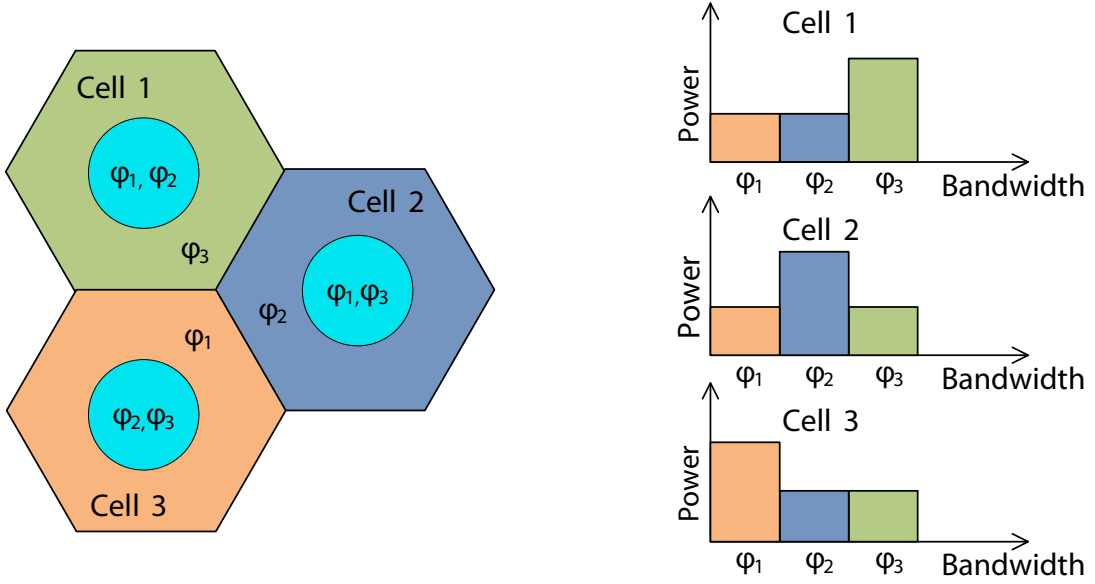 Cell 1
φ₁, φ₂
φ₃
Cell 2
φ₁,φ₃
φ₂
φ₁
φ₂,φ₃
Cell 3
Cell 1
Power
φ₁ φ₂ φ₃ Bandwidth
Cell 2
Power
φ₁ φ₂ φ₃ Bandwidth
Cell 3
Power
φ₁ φ₂ φ₃ Bandwidth